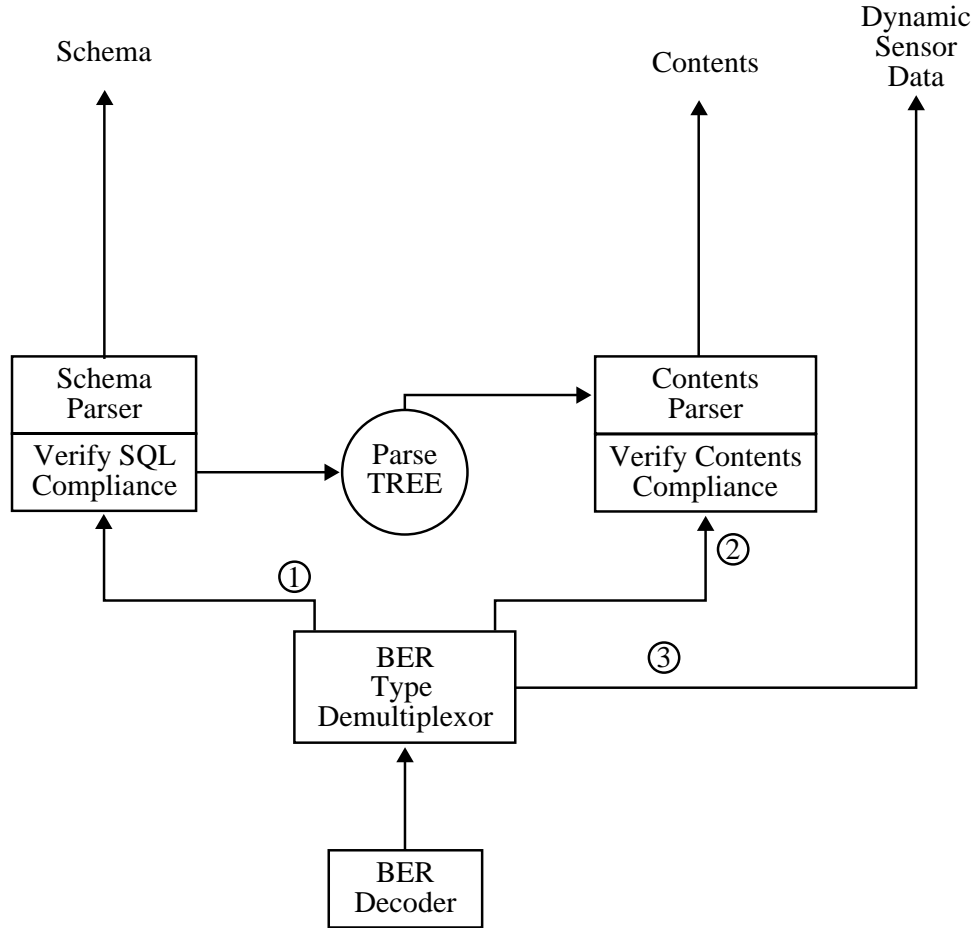 Dynamic
Sensor
Data
Schema
Contents
Schema
Parser
Verify SQL
Compliance
Parse
TREE
Contents
Parser
Verify Contents
Compliance
1
2
3
BER
Type
Demultiplexor
BER
Decoder